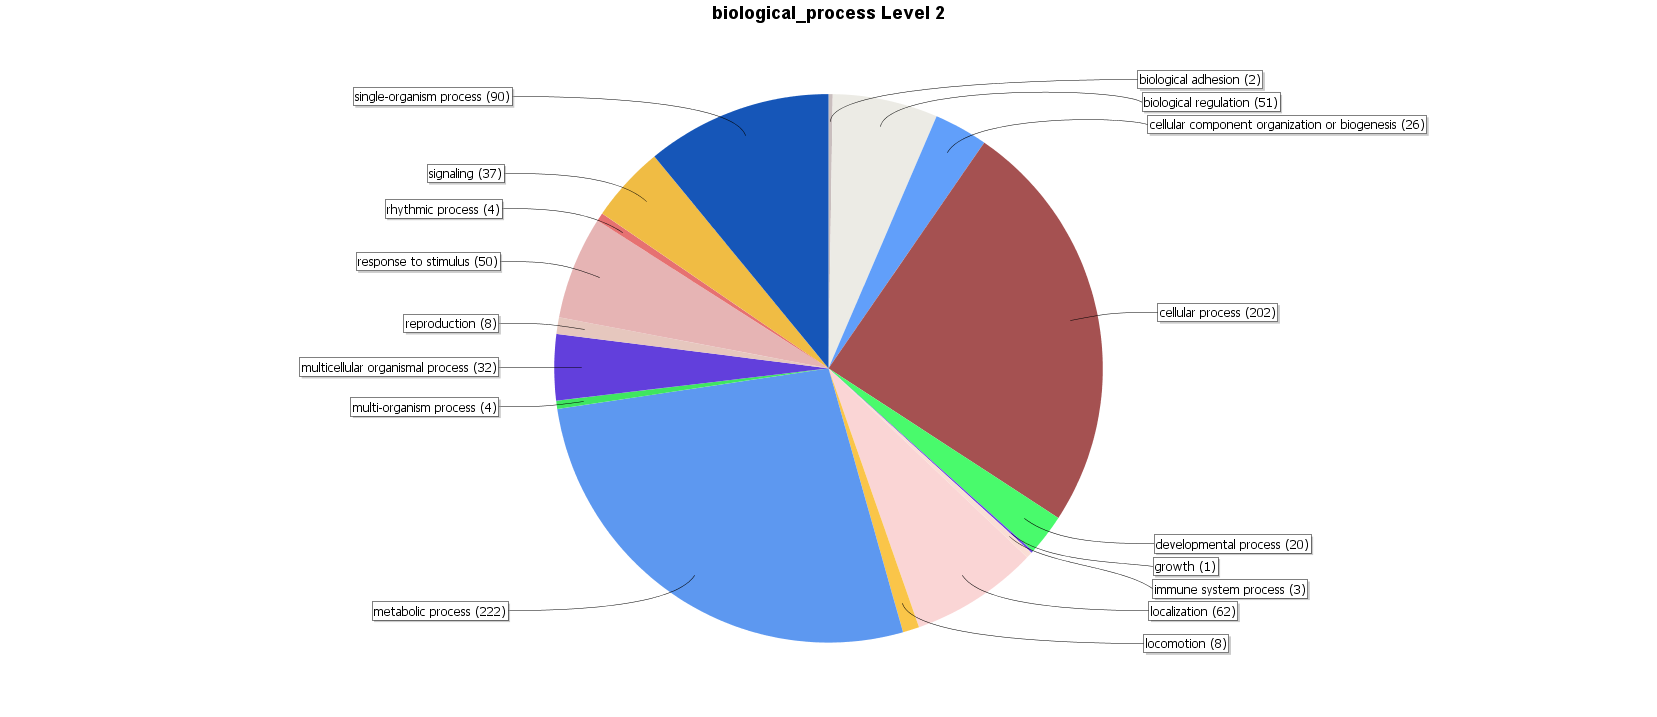 biological_process Level 2
biological adhesion (2)
biological regulation (51)
cellular component organization or biogenesis (26)
cellular process (202)
developmental process (20)
growth (1)
immune system process (3)
localization (62)
locomotion (8)
metabolic process (222)
multi-organism process (4)
multicellular organismal process (32)
reproduction (8)
response to stimulus (50)
rhythmic process (4)
signaling (37)
single-organism process (90)